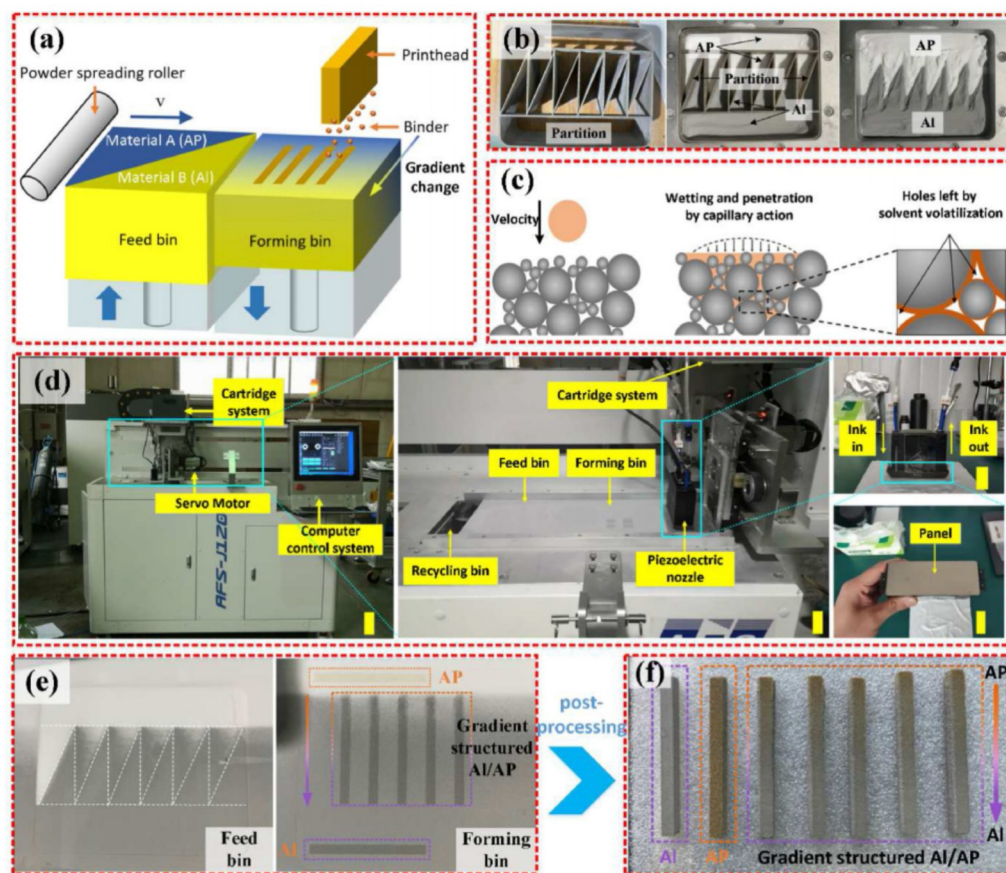 (a)
Powder spreading roller
V
Printhead
Binder
Material A (AP)
Material B (Al)
Gradient
change
Feed bin
Forming bin
(b)
Partition
AP
Partition
Al
AP
Al
(c)
Velocity
Wetting and penetration
by capillary action
Holes left by
solvent volatilization
(d)
Cartridge
system
Servo Motor
Computer
control system
AFS-J120
Cartridge system
Feed bin
Forming bin
Recycling bin
Piezoelectric
nozzle
Ink
in
Ink
out
Panel
(e)
Feed
bin
AP
Gradient
structured
Al/AP
Al
Forming
bin
post-
processing
(f)
AP
Al
Al
AP
Gradient structured Al/AP